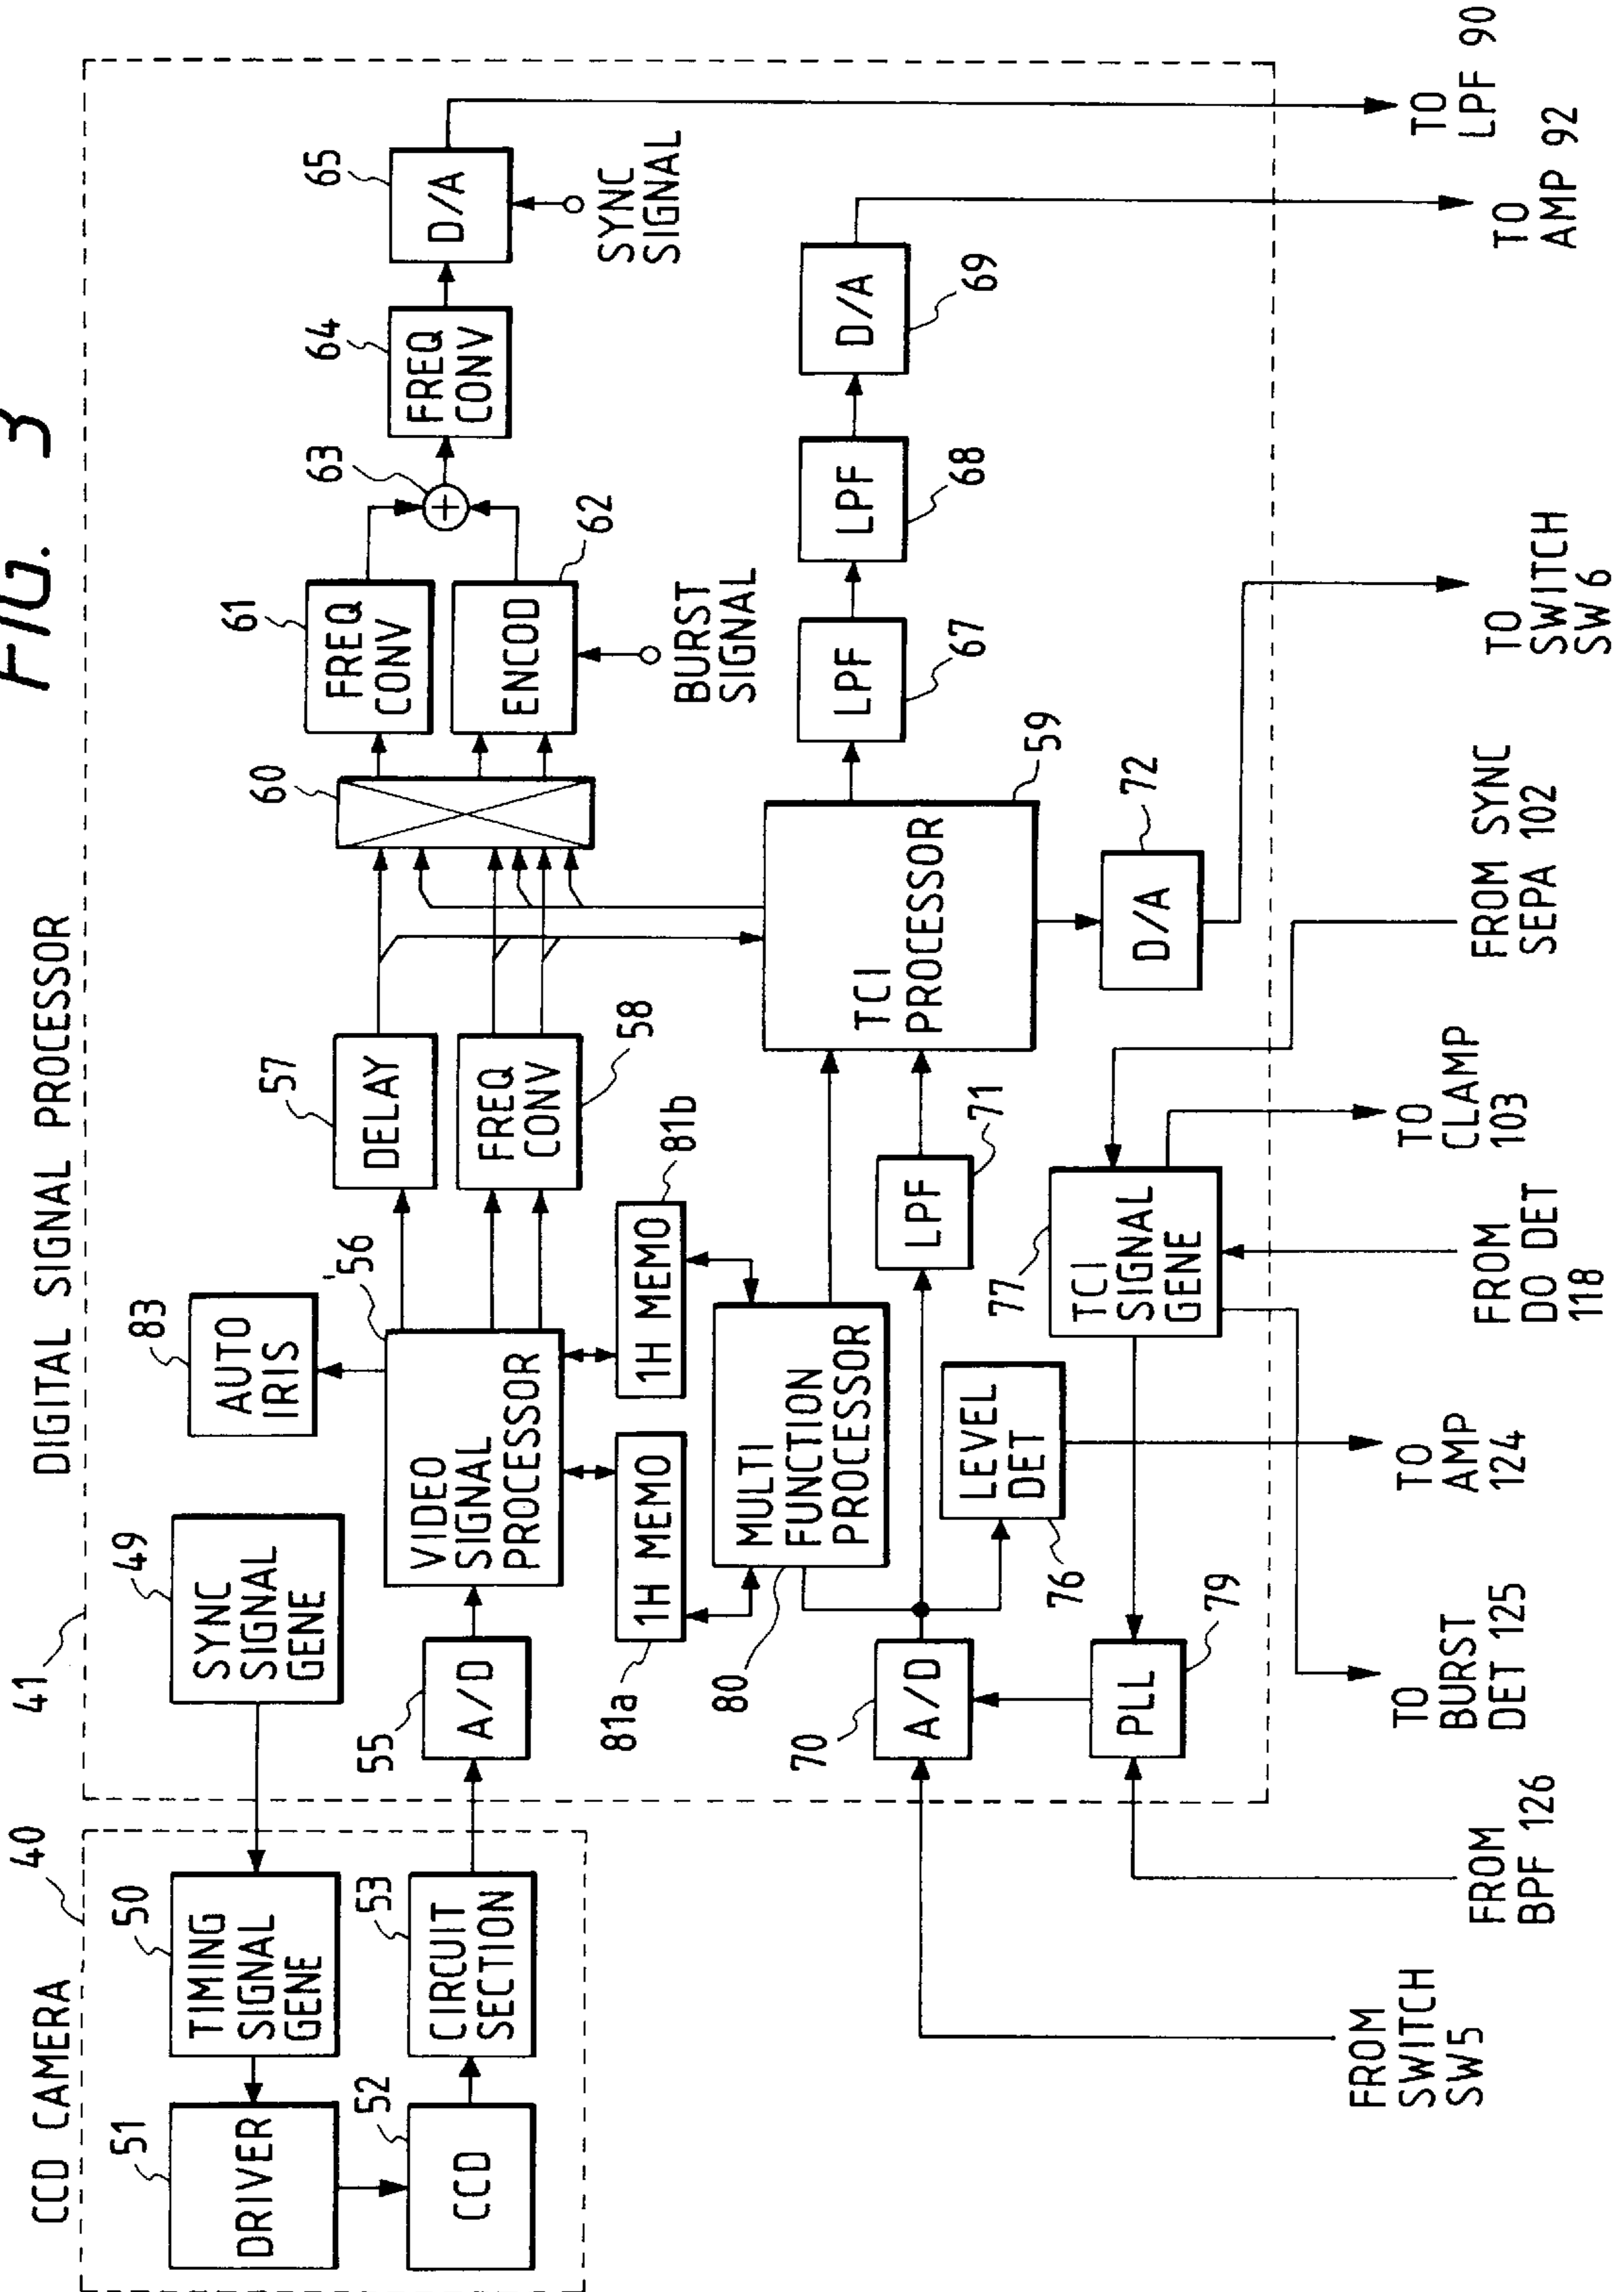 FIG. 3
CCD CAMERA
40
DIGITAL SIGNAL PROCESSOR
41
51
DRIVER
50
TIMING
SIGNAL
GENE
49
SYNC
SIGNAL
GENE
83
AUTO
IRIS
52
CCD
53
CIRCUIT
SECTION
55
A/D
56
VIDEO
SIGNAL
PROCESSOR
57
DELAY
FREQ
CONV
58
60
61
FREQ
CONV
ENCOD
62
63
64
FREQ
CONV
65
D/A
SYNC
SIGNAL
BURST
SIGNAL
81a
1H MEMO
1H MEMO
81b
80
MULTI
FUNCTION
PROCESSOR
TCI
PROCESSOR
59
LPF
67
LPF
68
D/A
69
70
A/D
LPF
71
LEVEL
DET
76
D/A
72
PLL
79
77
TCI
SIGNAL
GENE
FROM
SWITCH
SW5
FROM
BPF 126
TO
BURST
DET 125
TO
AMP
124
FROM
DO DET
118
TO
CLAMP
103
FROM SYNC
SEPA 102
TO
SWITCH
SW 6
TO
AMP 92
TO
LPF 90